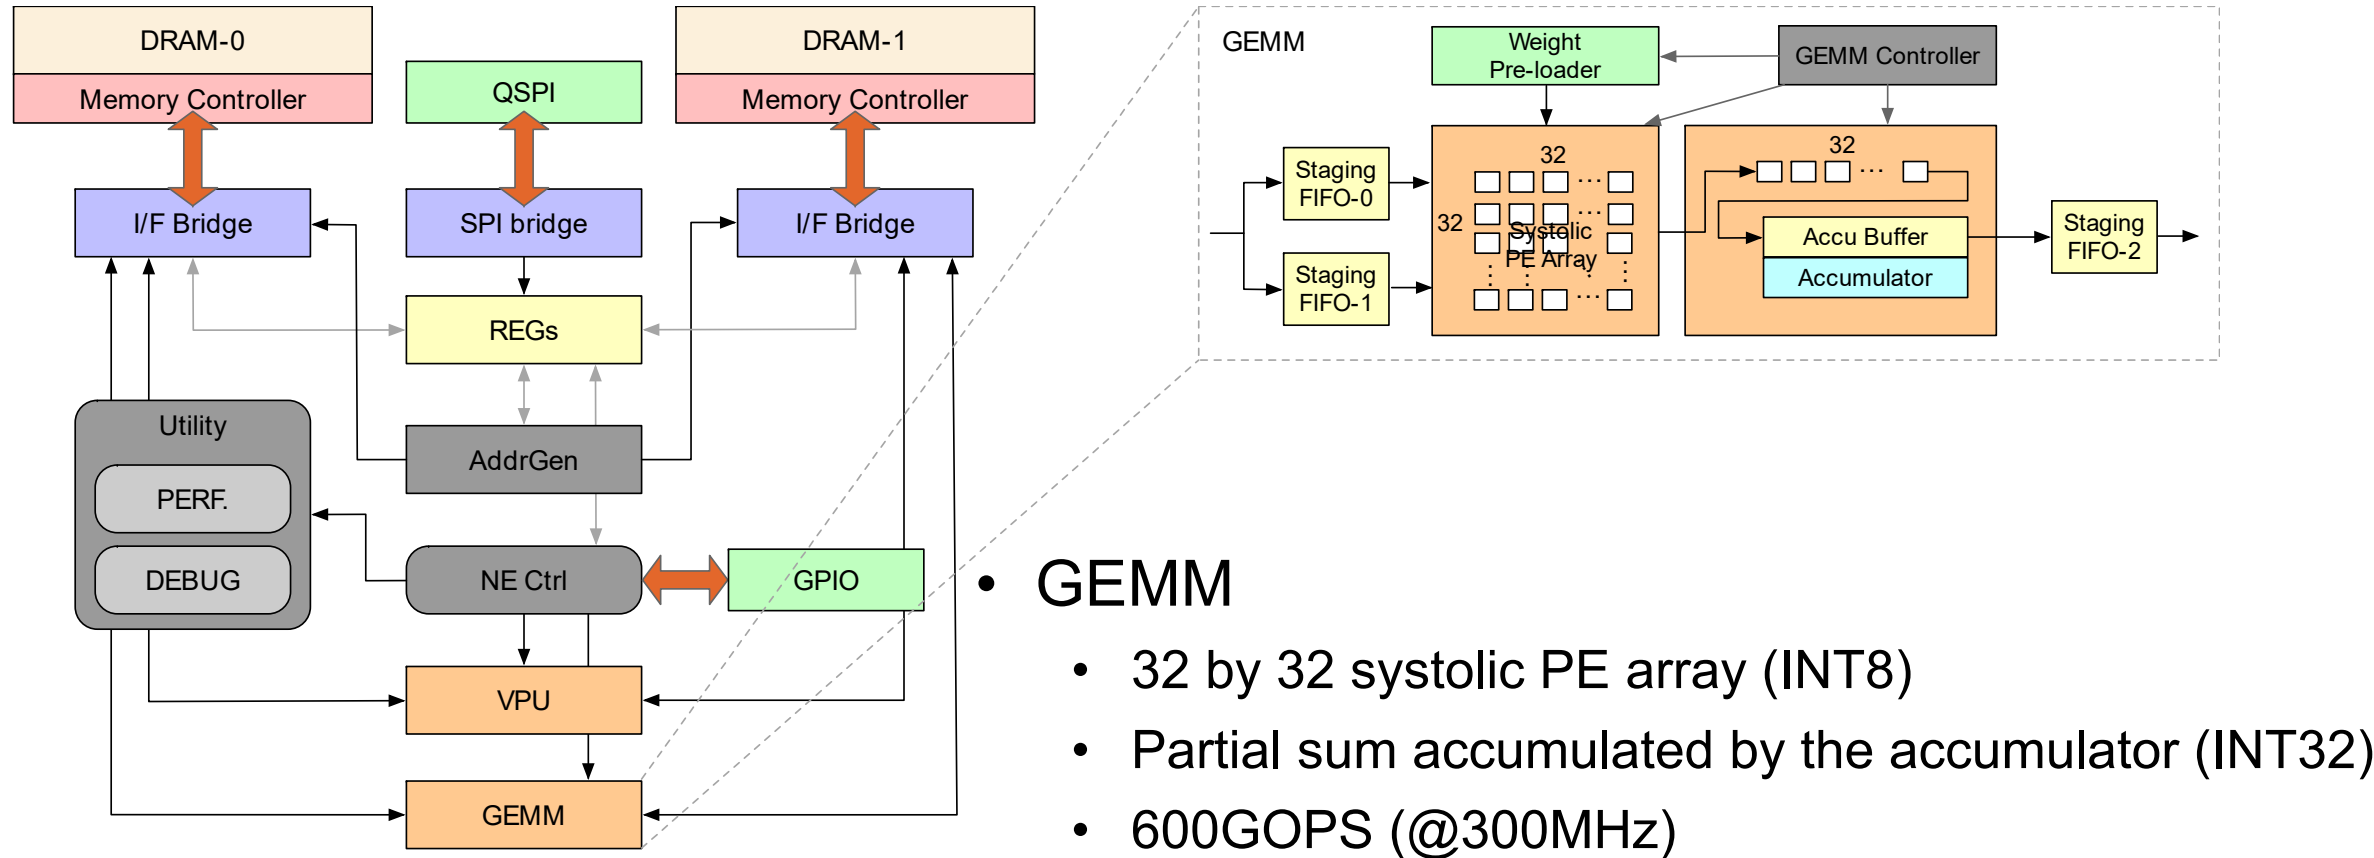 DRAM-0
Memory Controller
QSPI
DRAM-1
Memory Controller
I/F Bridge
SPI bridge
I/F Bridge
REGs
Utility
PERF.
DEBUG
AddrGen
NE Ctrl
GPIO
VPU
GEMM
GEMM
Weight
Pre-loader
GEMM Controller
Staging
FIFO-0
Staging
FIFO-1
32
32
Systolic
PE Array
32
Accu Buffer
Accumulator
Staging
FIFO-2
• GEMM
• 32 by 32 systolic PE array (INT8)
• Partial sum accumulated by the accumulator (INT32)
• 600GOPS (@300MHz)